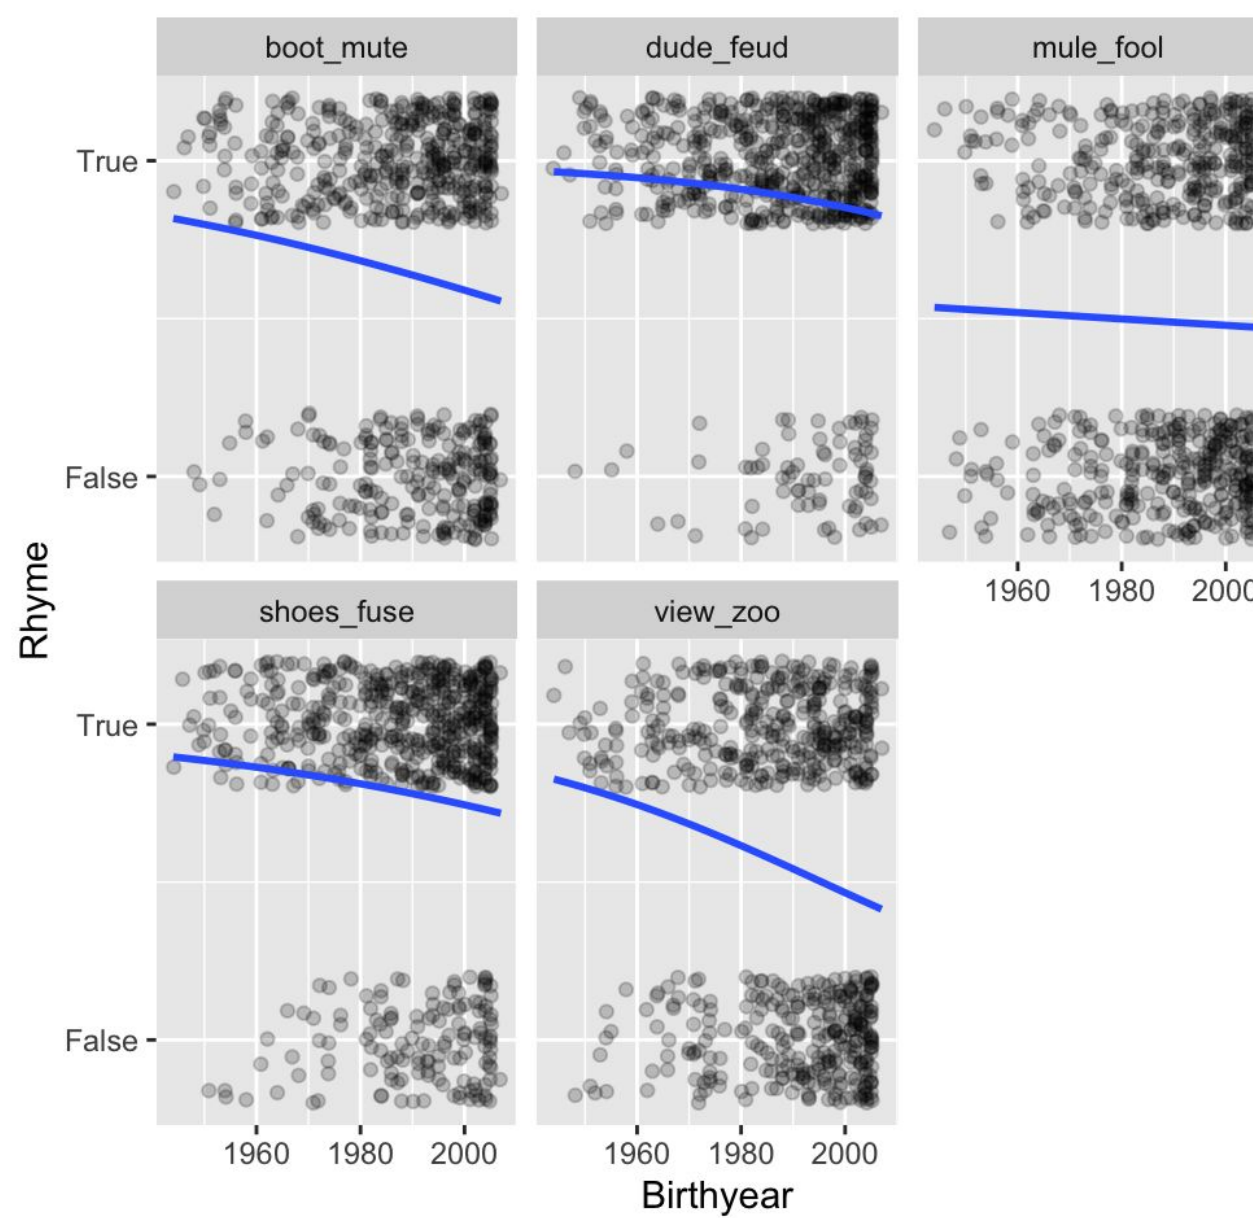 boot_mute dude_feud mule_fool
True
False
1960 1980 2000
shoes_fuse view_zoo
True
False
1960 1980 2000 1960 1980 2000
Birthyear
Rhyme